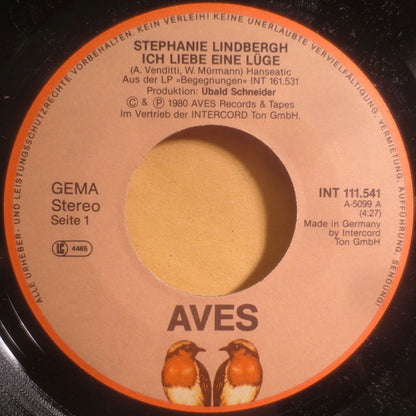 ALLE URHEBER- UND LEISTUNGSSCHUTZRECHTE VORBEHALTEN. KEIN VERLEIH! KEINE UNERLAUBTE VERVIELFÄLTIGUNG, VERMIETUNG, AUFFÜHRUNG, SENDUNG!
STEPHANIE LINDBERGH
ICH LIEBE EINE LÜGE
(A. Venditti, W. Mürmann) Hanseatic
Aus der LP »Begegnungen« INT 161.531
Produktion: Ubald Schneider
© & ℗ 1980 AVES Records & Tapes
Im Vertrieb der INTERCORD Ton GmbH.
GEMA
Stereo
Seite 1
LC 4465
INT 111.541
A-5099 A
(4:27)
Made in Germany
by Intercord
Ton GmbH
AVES